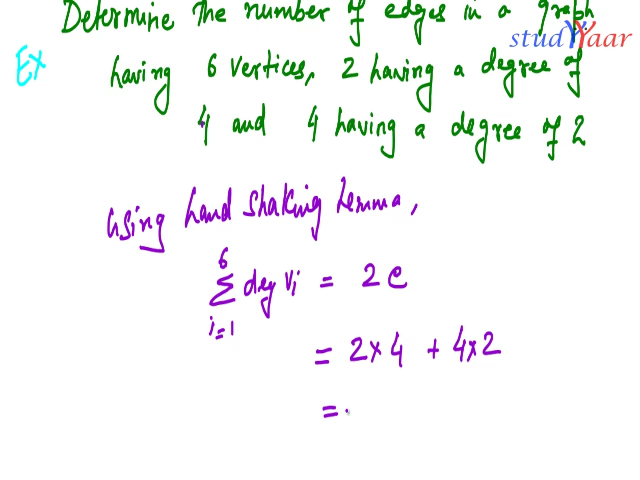 Determine the number of edges in a graph
studYYaar
Ex having 6 vertices, 2 having a degree of
4 and 4 having a degree of 2
Using Hand Shaking Lemma,
6
Σ deg Vi = 2e
i=1
= 2×4 + 4×2
=